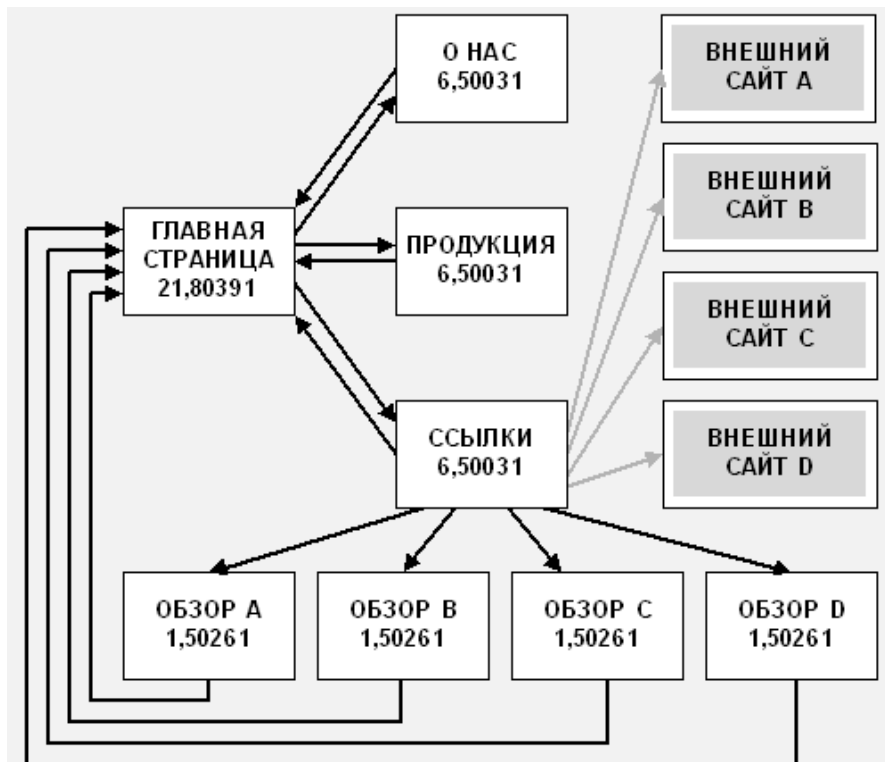 О НАС
6,50031
ВНЕШНИЙ
САЙТ A
ВНЕШНИЙ
САЙТ B
ГЛАВНАЯ
СТРАНИЦА
21,80391
ПРОДУКЦИЯ
6,50031
ВНЕШНИЙ
САЙТ C
ССЫЛКИ
6,50031
ВНЕШНИЙ
САЙТ D
ОБЗОР A
1,50261
ОБЗОР B
1,50261
ОБЗОР C
1,50261
ОБЗОР D
1,50261